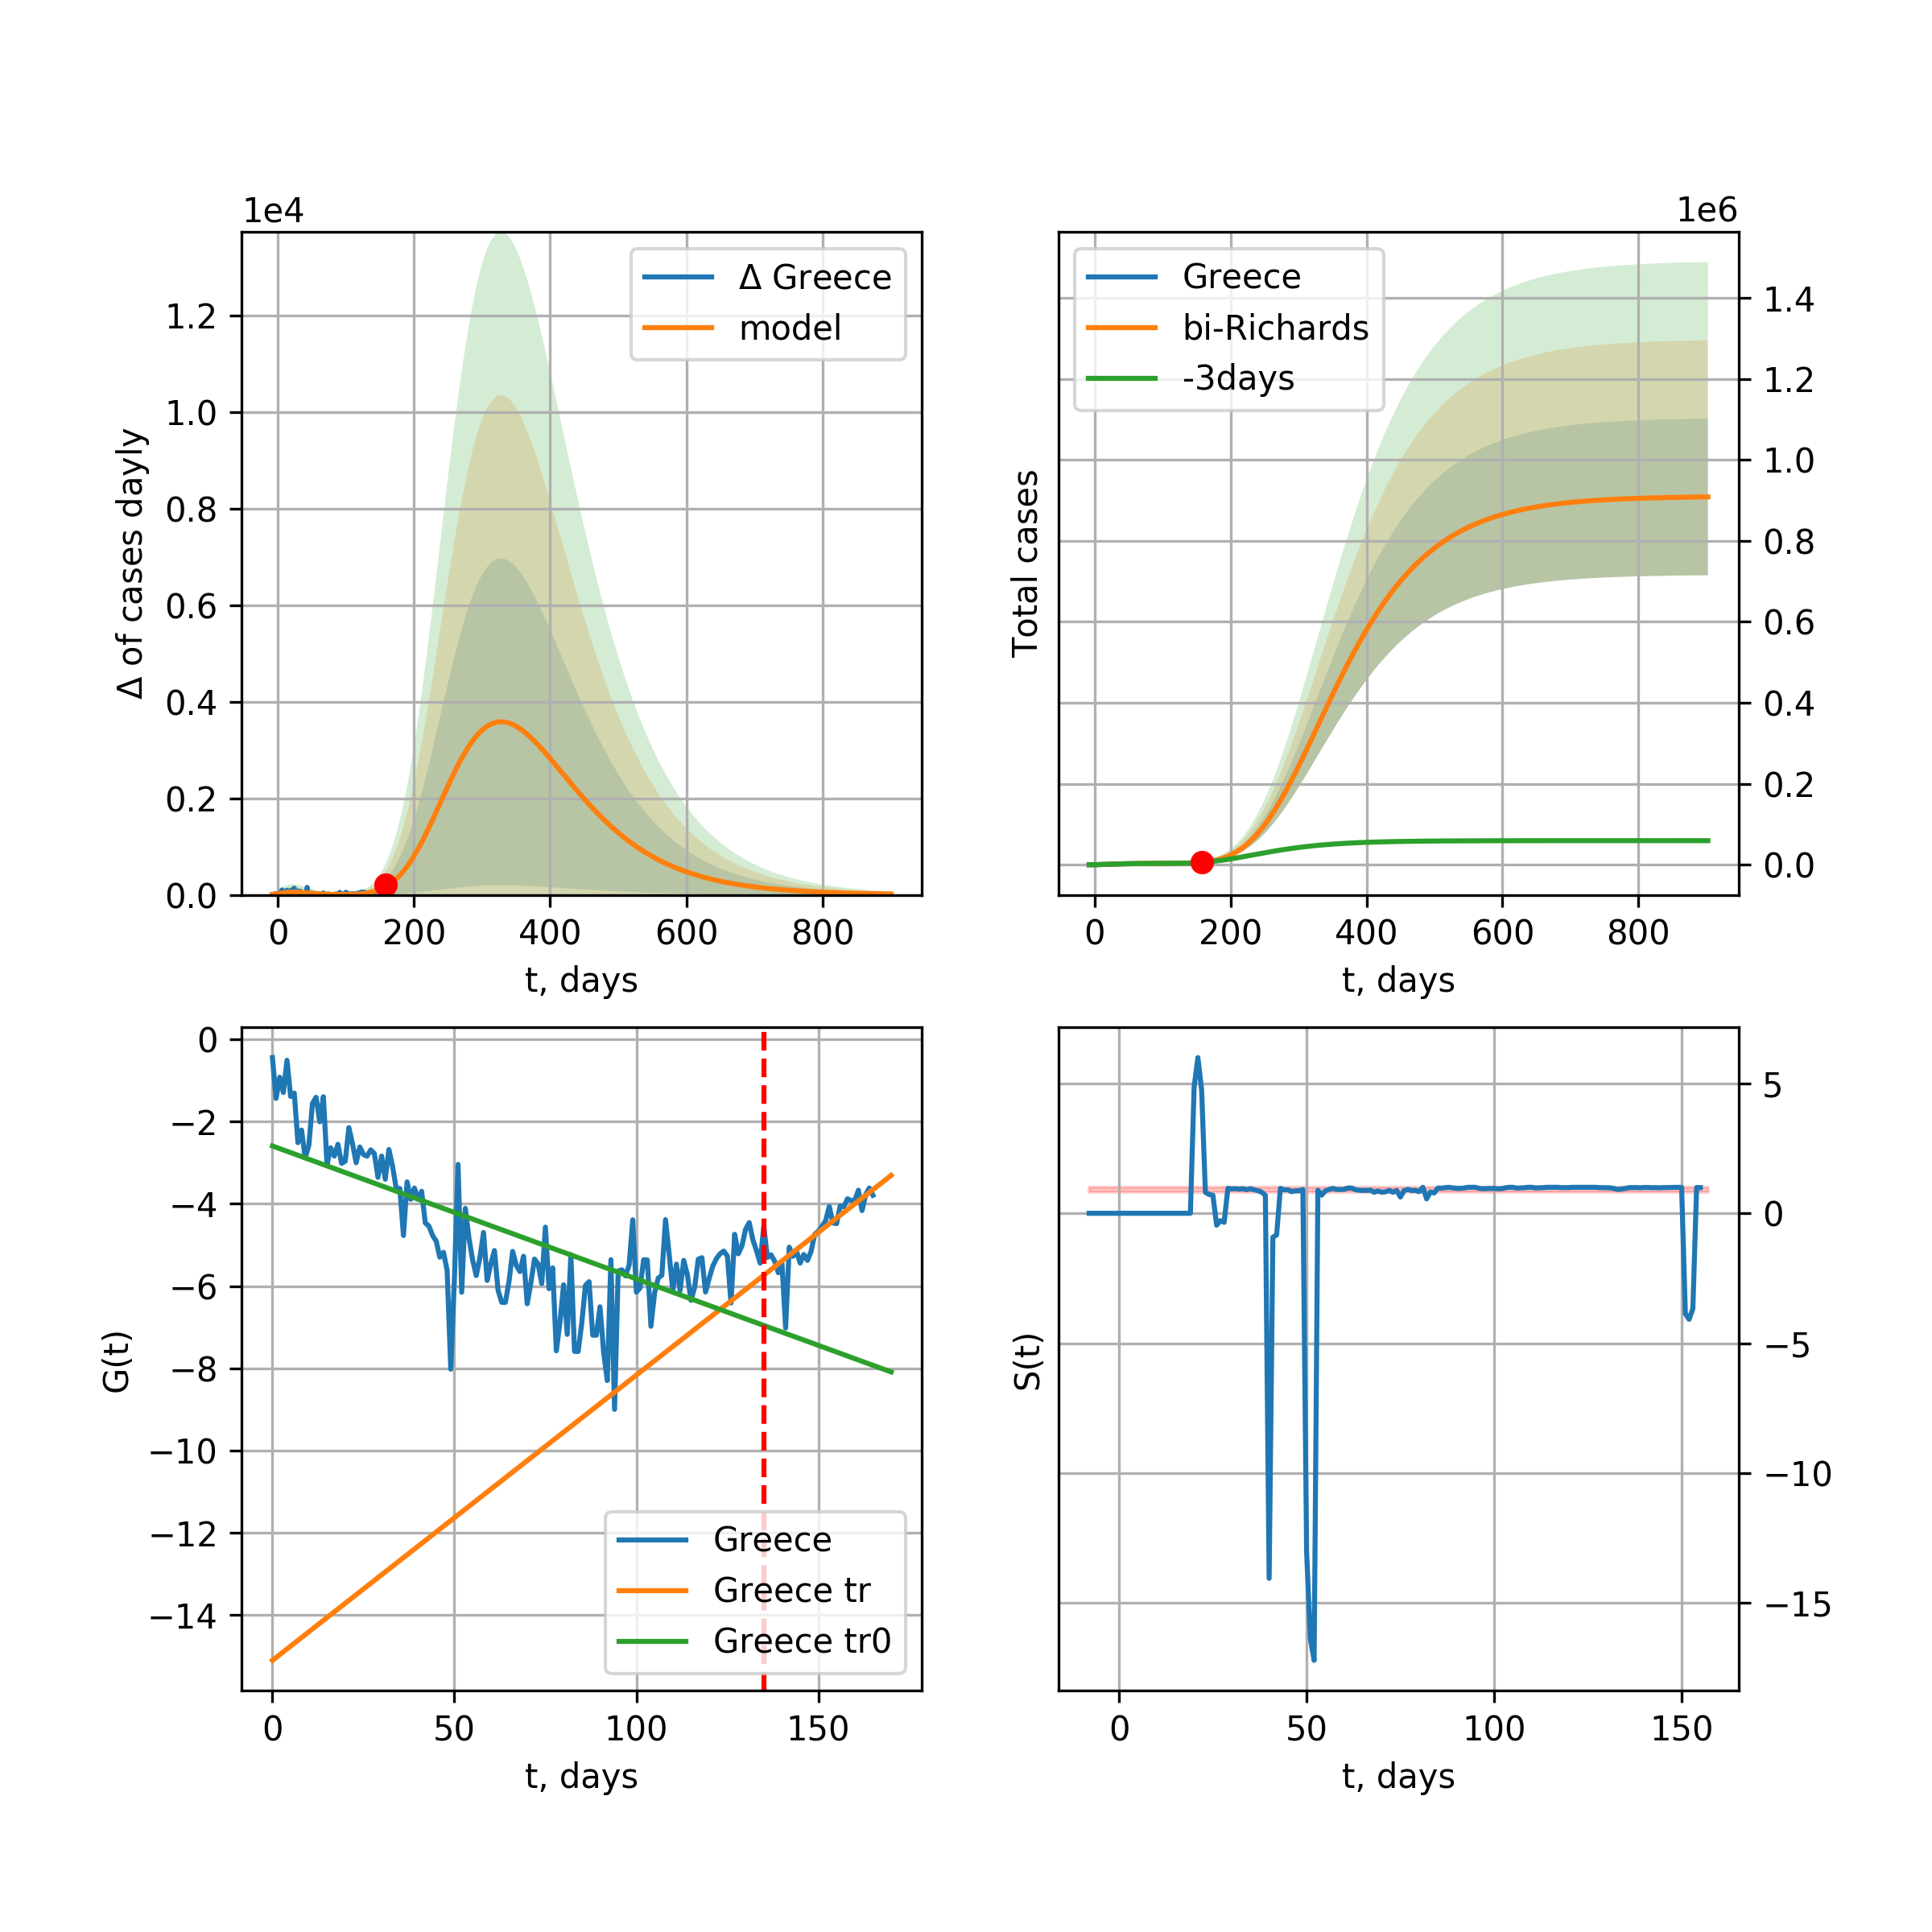 1e4
Δ Greece
model
Δ of cases dayly
1.2
1.0
0.8
0.6
0.4
0.2
0.0
0 200 400 600 800
t, days
1e6
Greece
bi-Richards
-3days
Total cases
1.4
1.2
1.0
0.8
0.6
0.4
0.2
0.0
0 200 400 600 800
t, days
G(t)
0
−2
−4
−6
−8
−10
−12
−14
Greece
Greece tr
Greece tr0
0 50 100 150
t, days
S(t)
5
0
−5
−10
−15
0 50 100 150
t, days